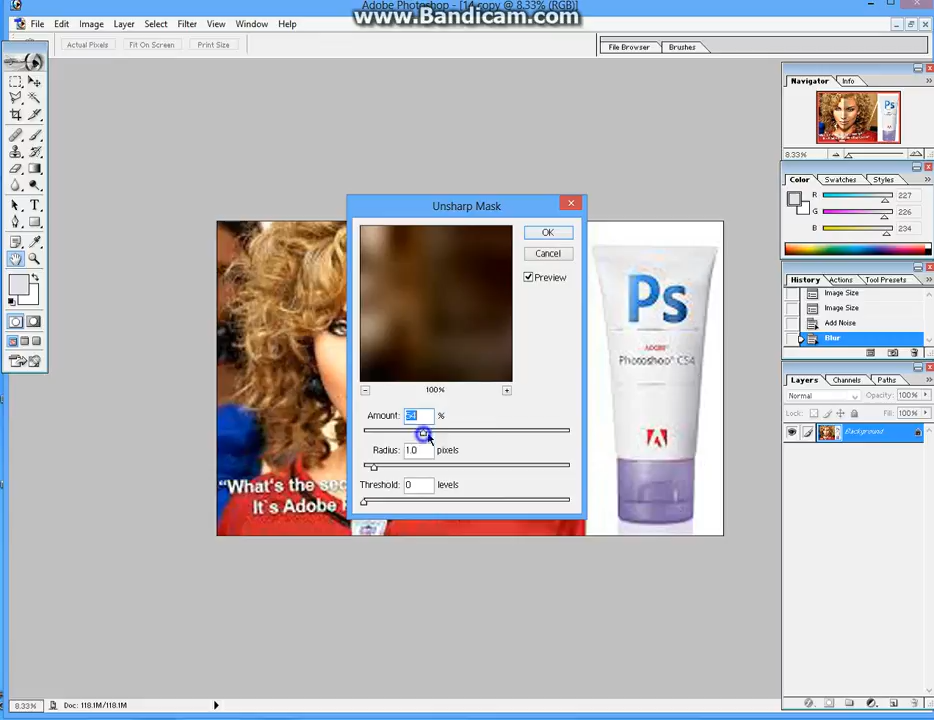 Adobe Photoshop - [14 copy @ 8.33% (RGB)]
www.Bandicam.com
File Edit Image Layer Select Filter View Window Help
Actual Pixels Fit On Screen Print Size
File Browser Brushes
Navigator Info
Ps
8.33%
Color Swatches Styles
R 227
G 226
B 234
History Actions Tool Presets
Image Size
Image Size
Add Noise
Blur
Layers Channels Paths
Normal Opacity: 100%
Lock: Fill: 100%
Background
Unsharp Mask
OK
Cancel
Preview
100%
Amount: 54 %
Radius: 1.0 pixels
Threshold: 0 levels
"What's the sec
It`s Adobe
Ps
ADOBE
Photoshop CS4
8.33% Doc: 118.1M/118.1M